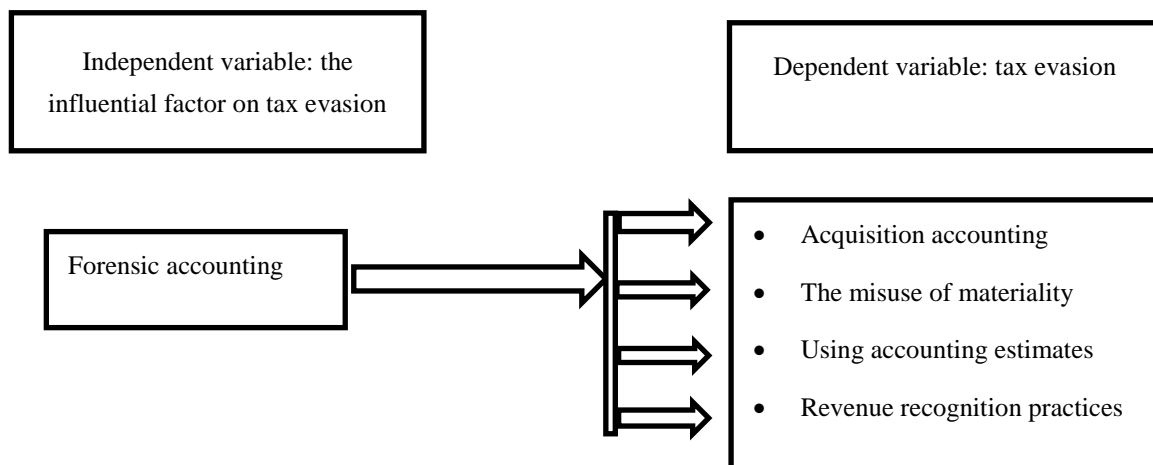 Independent variable: the
influential factor on tax evasion
Dependent variable: tax evasion
Forensic accounting
• Acquisition accounting
• The misuse of materiality
• Using accounting estimates
• Revenue recognition practices